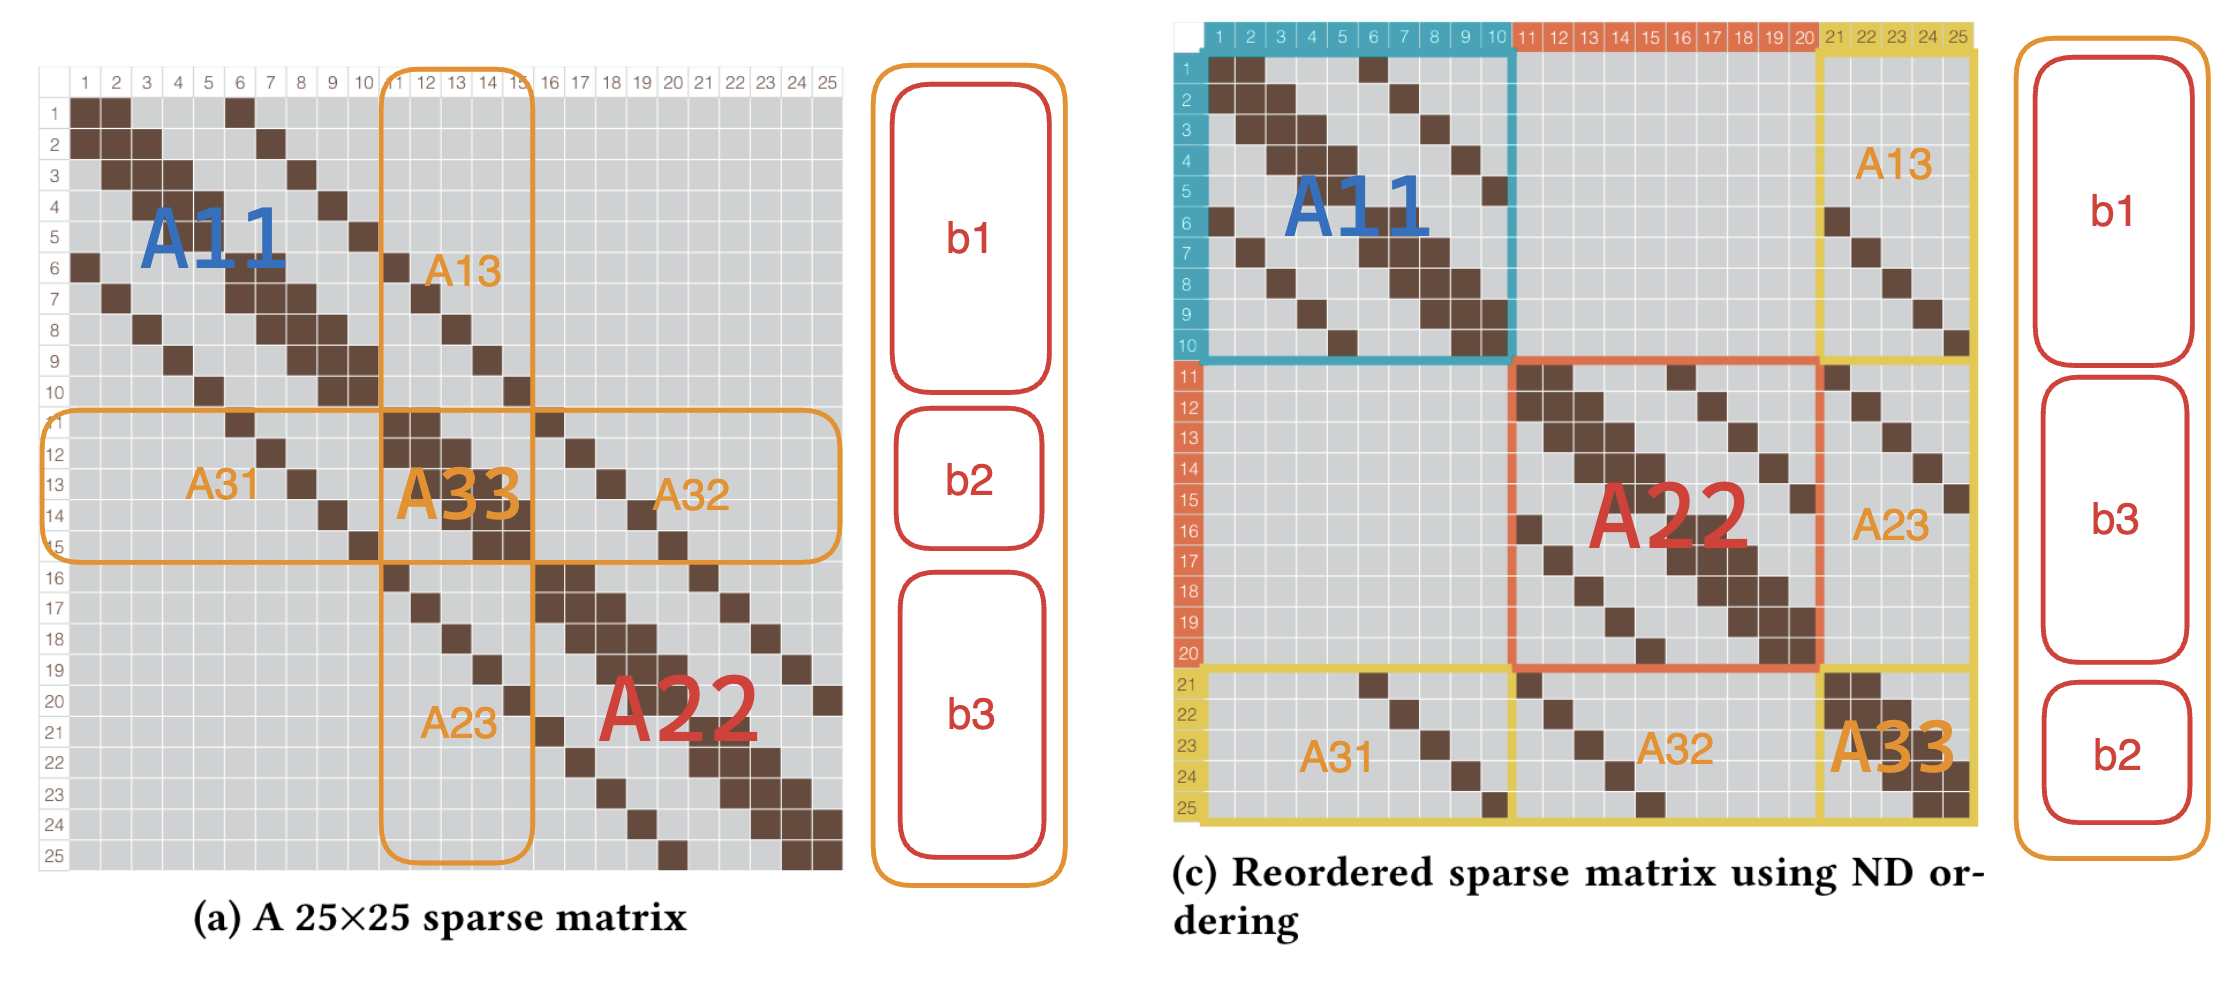 1 2 3 4 5 6 7 8 9 10 11 12 13 14 15 16 17 18 19 20 21 22 23 24 25
1
2
3
4
5
6
7
8
9
10
11
12
13
14
15
16
17
18
19
20
21
22
23
24
25
A11
A13
A31
A33
A32
A23
A22
b1
b2
b3
(a) A 25×25 sparse matrix
1 2 3 4 5 6 7 8 9 10 11 12 13 14 15 16 17 18 19 20 21 22 23 24 25
1
2
3
4
5
6
7
8
9
10
11
12
13
14
15
16
17
18
19
20
21
22
23
24
25
A13
A11
A22
A23
A31
A32
A33
b1
b3
b2
(c) Reordered sparse matrix using ND or-
dering